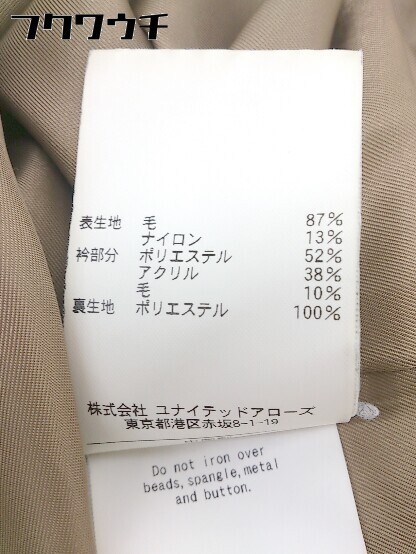 フクワウチ
表生地 毛 87%
ナイロン 13%
衿部分 ポリエステル 52%
アクリル 38%
毛 10%
裏生地 ポリエステル 100%
株式会社 ユナイテッドアローズ
東京都港区赤坂8-1-19
Do not iron over
beads, spangle, metal
and button.